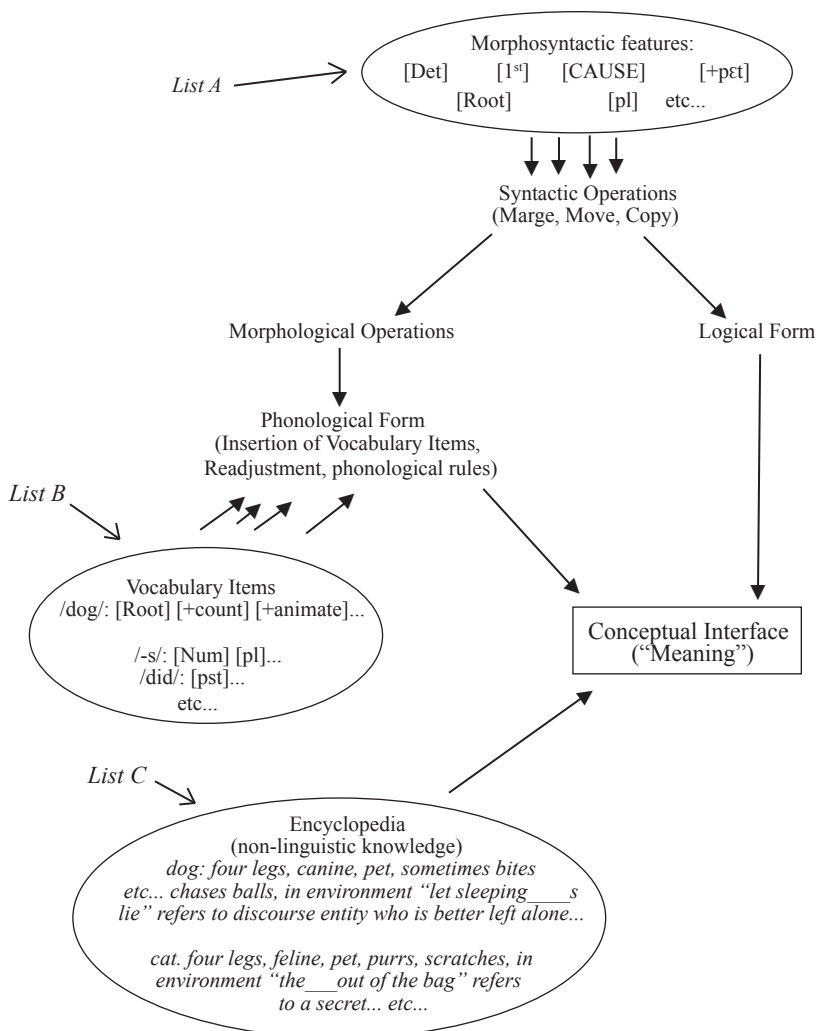 Morphosyntactic features:
[Det] [1st] [CAUSE] [+pɛt]
[Root] [pl] etc...
List A
Syntactic Operations
(Marge, Move, Copy)
Morphological Operations
Logical Form
Phonological Form
(Insertion of Vocabulary Items,
Readjustment, phonological rules)
List B
Vocabulary Items
/dog/: [Root] [+count] [+animate]...
/-s/: [Num] [pl]...
/did/: [pst]...
etc...
Conceptual Interface
(“Meaning”)
List C
Encyclopedia
(non-linguistic knowledge)
dog: four legs, canine, pet, sometimes bites
etc... chases balls, in environment “let sleeping____s
lie” refers to discourse entity who is better left alone...
cat. four legs, feline, pet, purrs, scratches, in
environment “the___out of the bag” refers
to a secret... etc...